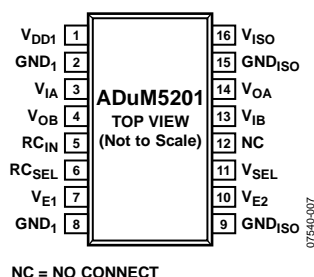 VDD1 1 16 VISO
GND1 2 15 GNDISO
VIA 3 ADuM5201 14 VOA
VOB 4 TOP VIEW 13 VIB
RCIN 5 (Not to Scale) 12 NC
RCSEL 6 11 VSEL
VE1 7 10 VE2
GND1 8 9 GNDISO
07540-007
NC = NO CONNECT